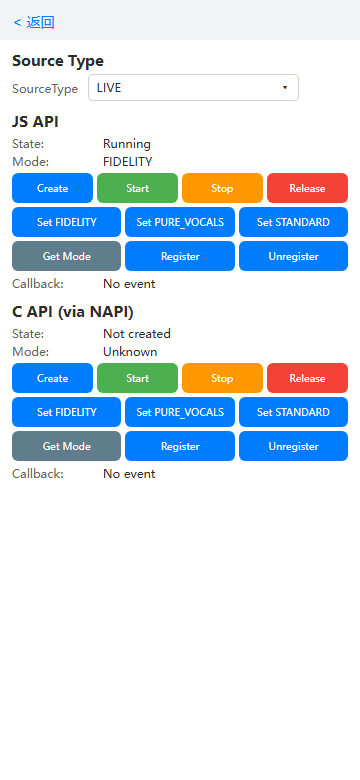 < 返回
Source Type
SourceType LIVE
JS API
State: Running
Mode: FIDELITY
Create Start Stop Release
Set FIDELITY Set PURE_VOCALS Set STANDARD
Get Mode Register Unregister
Callback: No event
C API (via NAPI)
State: Not created
Mode: Unknown
Create Start Stop Release
Set FIDELITY Set PURE_VOCALS Set STANDARD
Get Mode Register Unregister
Callback: No event